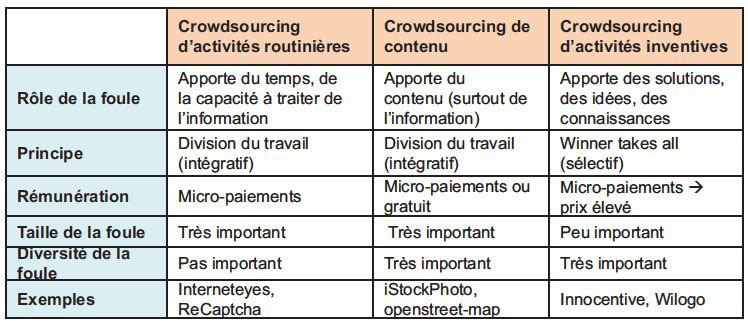 Crowdsourcing
d'activités routinières
Crowdsourcing de
contenu
Crowdsourcing
d'activités inventives
Rôle de la foule
Apporte du temps, de
la capacité à traiter de
l'information
Apporte du
contenu (surtout de
l'information)
Apporte des solutions,
des idées, des
connaissances
Principe
Division du travail
(intégratif)
Division du travail
(intégratif)
Winner takes all
(sélectif)
Rémunération
Micro-paiements
Micro-paiements ou
gratuit
Micro-paiements →
prix élevé
Taille de la foule
Très important
Très important
Peu important
Diversité de la
foule
Pas important
Très important
Très important
Exemples
Interneteyes,
ReCaptcha
iStockPhoto,
openstreet-map
Innocentive, Wilogo